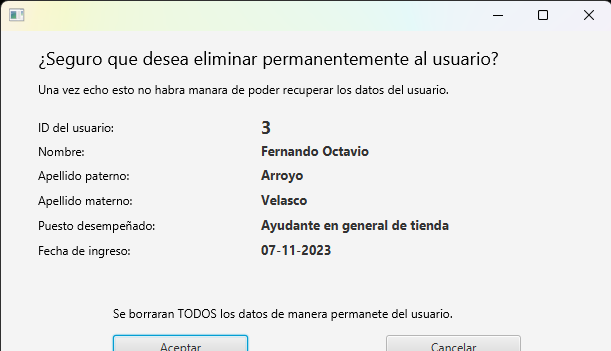 ¿Seguro que desea eliminar permanentemente al usuario?
Una vez echo esto no habra manara de poder recuperar los datos del usuario.
ID del usuario: 3
Nombre: Fernando Octavio
Apellido paterno: Arroyo
Apellido materno: Velasco
Puesto desempeñado: Ayudante en general de tienda
Fecha de ingreso: 07-11-2023
Se borraran TODOS los datos de manera permanete del usuario.
Aceptar Cancelar